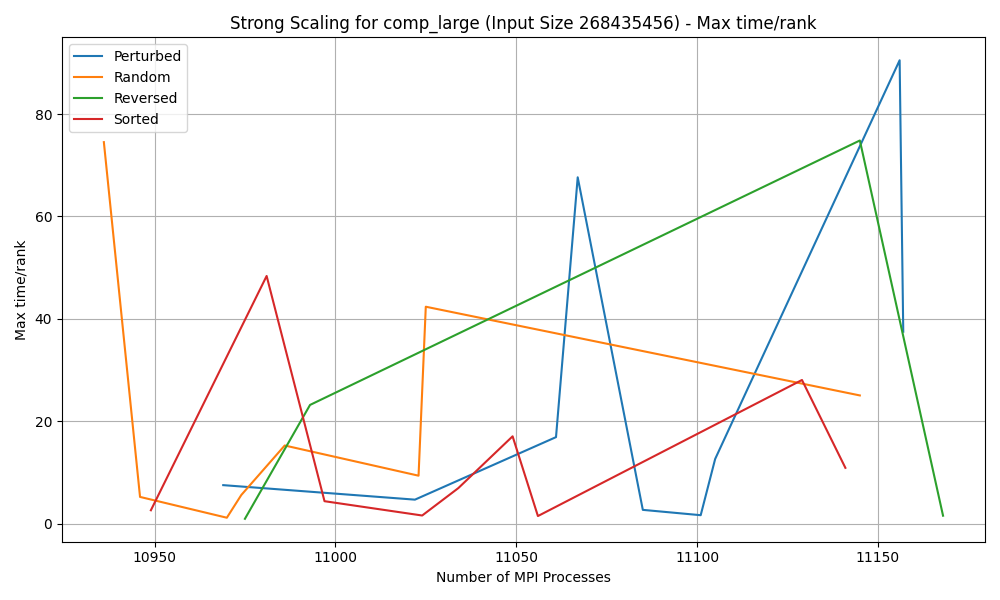 Strong Scaling for comp_large (Input Size 268435456) - Max time/rank
Perturbed
Random
Reversed
Sorted
Max time/rank
80
60
40
20
0
10950 11000 11050 11100 11150
Number of MPI Processes